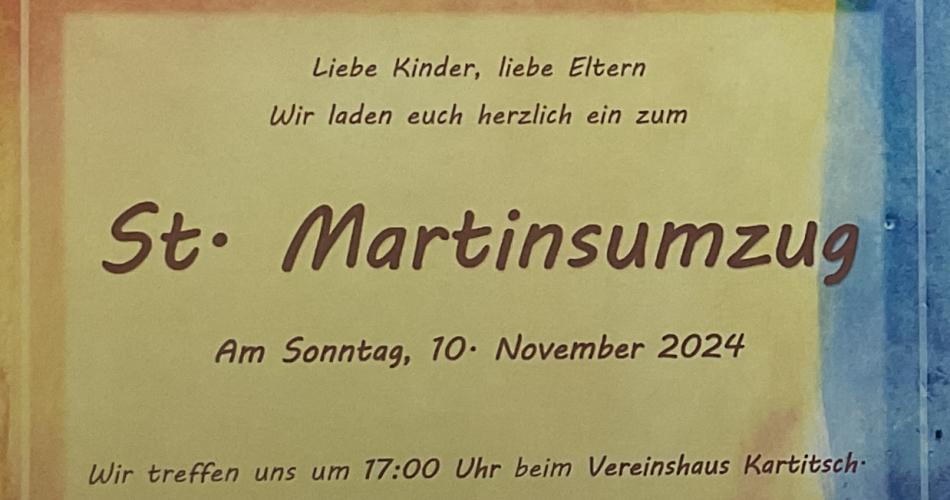 Liebe Kinder, liebe Eltern
Wir laden euch herzlich ein zum
St. Martinsumzug
Am Sonntag, 10. November 2024
Wir treffen uns um 17:00 Uhr beim Vereinshaus Kartitsch.